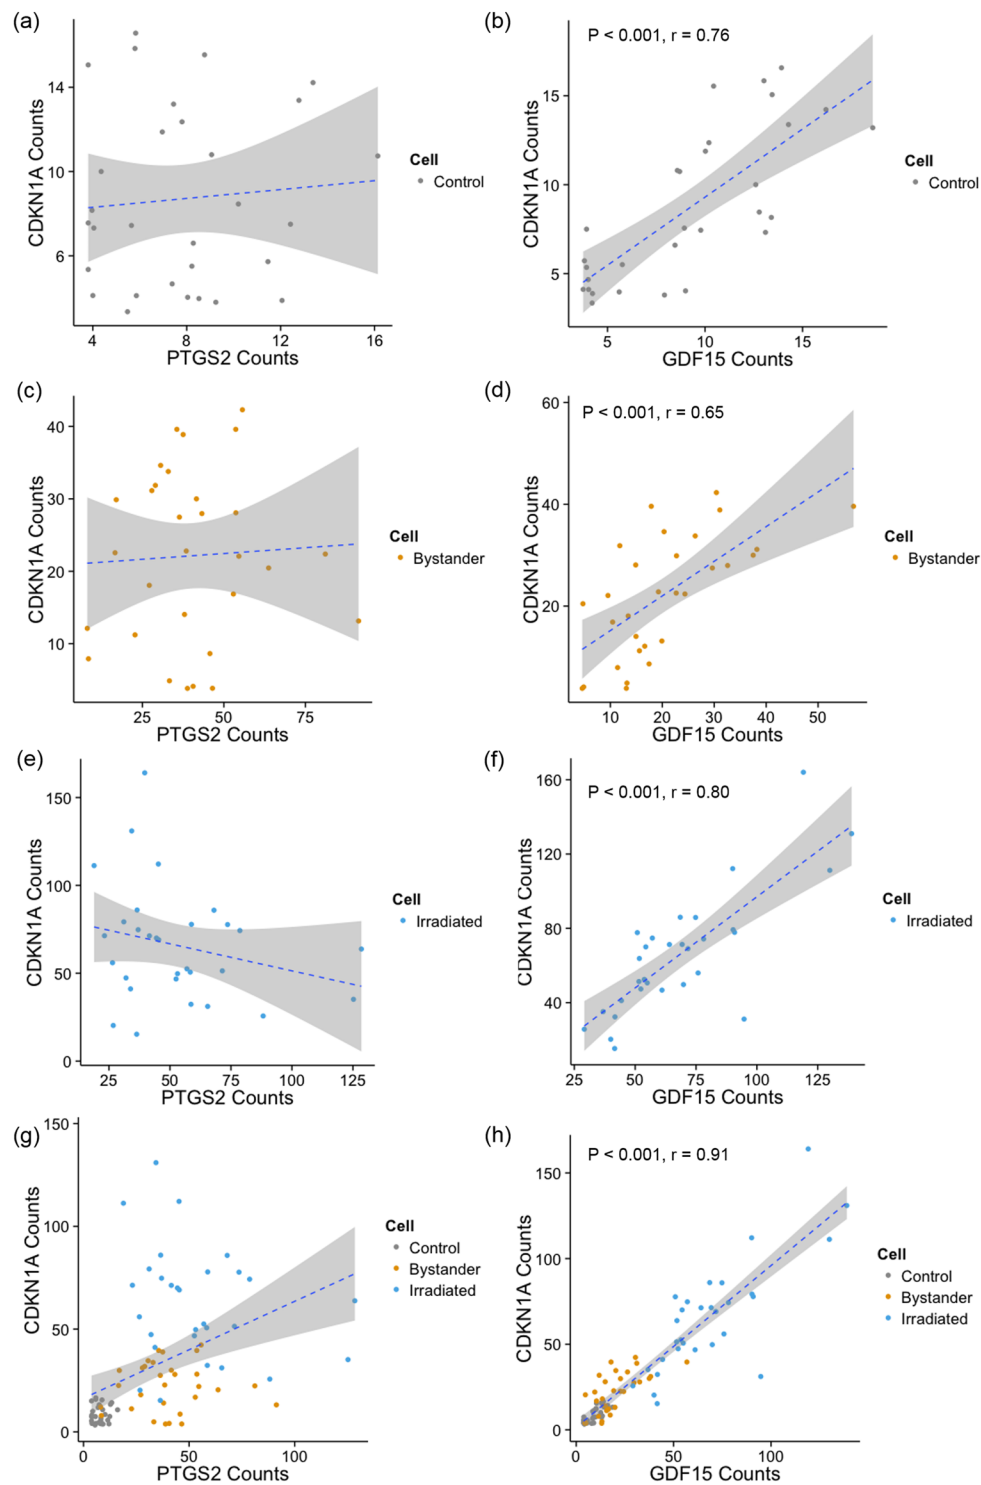 (a)
CDKN1A Counts
14
10
6
4
8
12
16
PTGS2 Counts
Cell
Control
(b)
P < 0.001, r = 0.76
CDKN1A Counts
15
10
5
5
10
15
GDF15 Counts
Cell
Control
(c)
CDKN1A Counts
40
30
20
10
25
50
75
PTGS2 Counts
Cell
Bystander
(d)
P < 0.001, r = 0.65
CDKN1A Counts
60
40
20
10
20
30
40
50
GDF15 Counts
Cell
Bystander
(e)
CDKN1A Counts
150
100
50
0
25
50
75
100
125
PTGS2 Counts
Cell
Irradiated
(f)
P < 0.001, r = 0.80
CDKN1A Counts
160
120
80
40
25
50
75
100
125
GDF15 Counts
Cell
Irradiated
(g)
CDKN1A Counts
150
100
50
0
0
50
100
PTGS2 Counts
Cell
Control
Bystander
Irradiated
(h)
P < 0.001, r = 0.91
CDKN1A Counts
150
100
50
0
0
50
100
GDF15 Counts
Cell
Control
Bystander
Irradiated